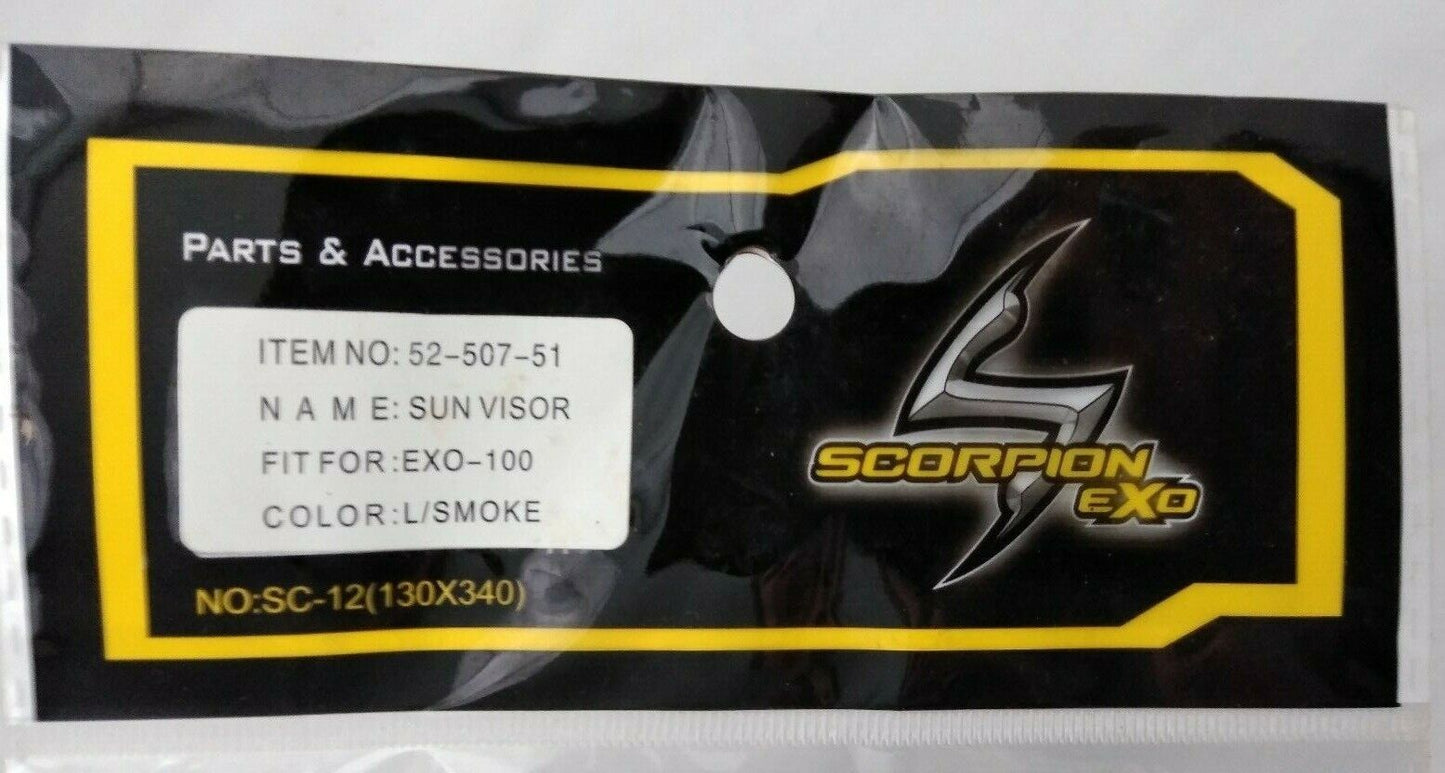 PARTS & ACCESSORIES
ITEM NO: 52-507-51
N A M E: SUN VISOR
FIT FOR:EXO-100
COLOR:L/SMOKE
NO:SC-12(130X340)
SCORPION
eXo